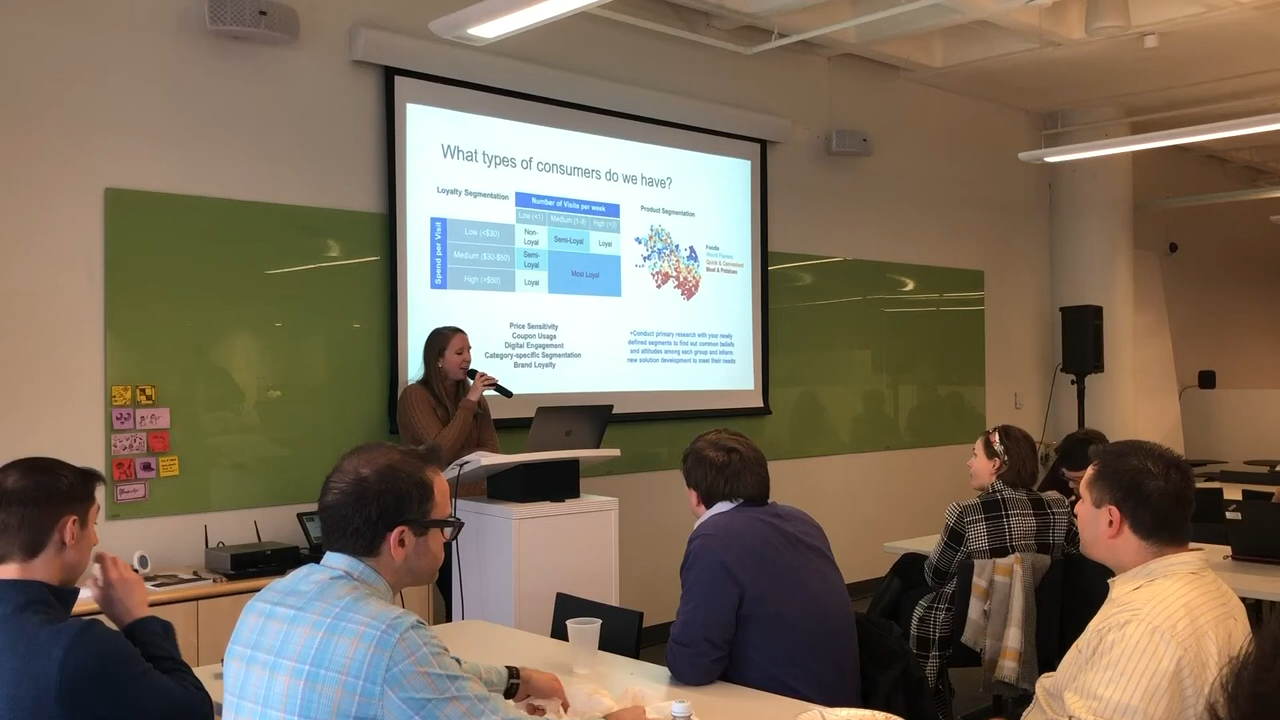 What types of consumers do we have?
Loyalty Segmentation
Number of Visits per week
Product Segmentation
Low (<1) Medium (1-3)
Spend per Visit
Low (<$30) Non-Loyal Semi-Loyal Loyal
Medium ($30-$50) Semi-Loyal Most Loyal
High (>$50) Loyal
Foodie
Quick & Convenient
Meat & Potatoes
Price Sensitivity
Coupon Usage
Digital Engagement
Category-specific Segmentation
Brand Loyalty
+Conduct primary research with your newly
defined segments to find out common beliefs
and attitudes among each group and inform
new solution development to meet their needs